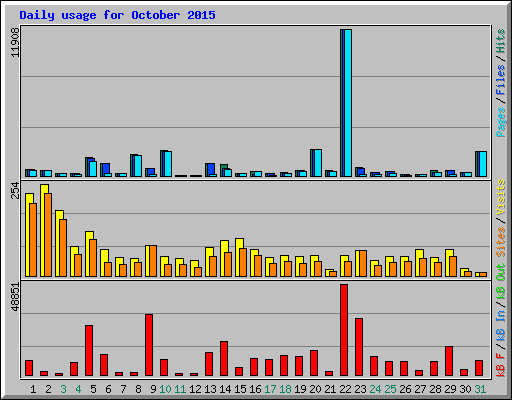 Daily usage for October 2015
11908
Pages / Files / Hits
254
kB F / kB In / kB Out Sites / Visits
48851
1 2 3 4 5 6 7 8 9 10 11 12 13 14 15 16 17 18 19 20 21 22 23 24 25 26 27 28 29 30 31